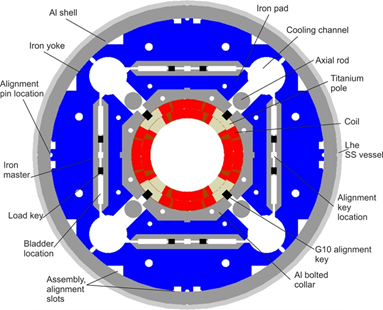 Al shell
Iron pad
Cooling channel
Iron yoke
Axial rod
Titanium
pole
Alignment
pin location
Coil
Lhe
SS vessel
Iron
master
Alignment
key
location
Load key
Bladder
location
G10 alignment
key
Assembly,
alignment
slots
Al bolted
collar